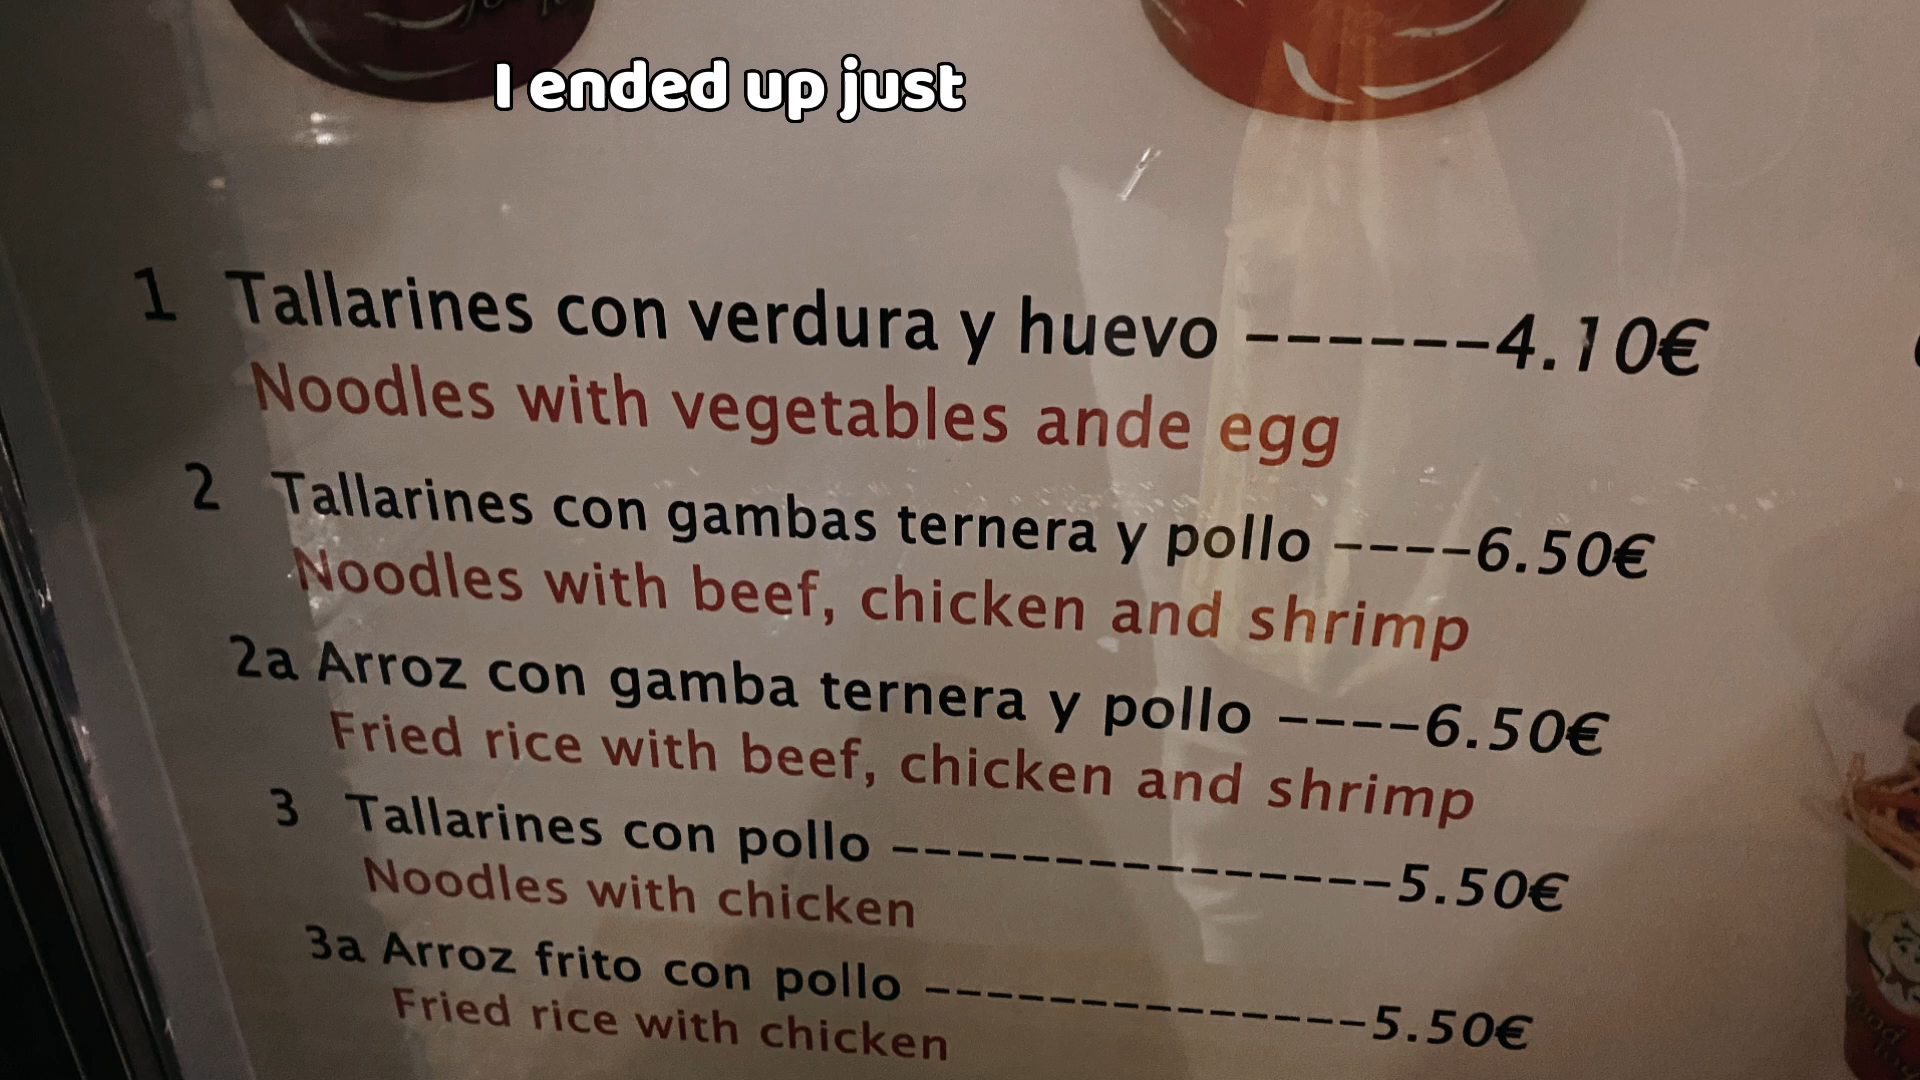 I ended up just
1 Tallarines con verdura y huevo ------4.10€
Noodles with vegetables ande egg
2 Tallarines con gambas ternera y pollo ----6.50€
Noodles with beef, chicken and shrimp
2a Arroz con gamba ternera y pollo ----6.50€
Fried rice with beef, chicken and shrimp
3 Tallarines con pollo ---------------5.50€
Noodles with chicken
3a Arroz frito con pollo --------------5.50€
Fried rice with chicken